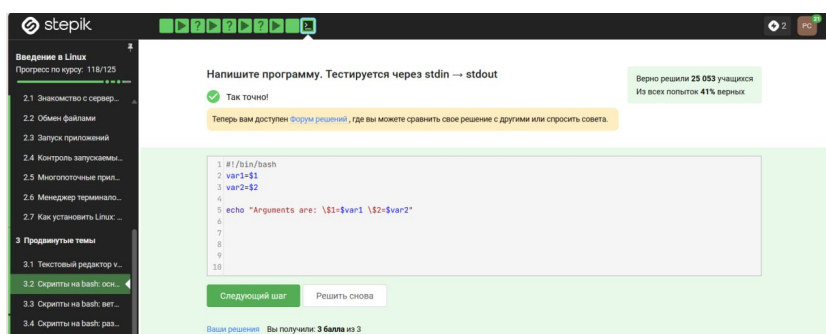 stepik
2
PC
21
Введение в Linux
Прогресс по курсу: 118/125
2.1 Знакомство с сервер...
2.2 Обмен файлами
2.3 Запуск приложений
2.4 Контроль запускаемы...
2.5 Многопоточные прил...
2.6 Менеджер терминало...
2.7 Как установить Linux: ...
3 Продвинутые темы
3.1 Текстовый редактор v...
3.2 Скрипты на bash: осн...
3.3 Скрипты на bash: вет...
3.4 Скрипты на bash: раз...
Напишите программу. Тестируется через stdin → stdout
Так точно!
Теперь вам доступен Форум решений , где вы можете сравнить свое решение с другими или спросить совета.
Верно решили 25 053 учащихся
Из всех попыток 41% верных
1 #!/bin/bash
2 var1=$1
3 var2=$2
4
5 echo "Arguments are: \$1=$var1 \$2=$var2"
6
7
8
9
10
Следующий шаг
Решить снова
Ваши решения Вы получили: 3 балла из 3